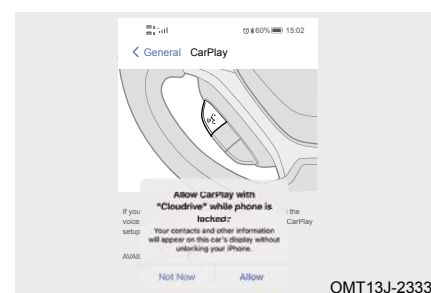 60% 15:02
General CarPlay
Allow CarPlay with
"Cloudrive" while phone is
locked?
If you the
voice CarPlay
setup
Your contacts and other information
will appear on this car's display without
unlocking your iPhone.
AVAIL
Not Now Allow
OMT13J-2333